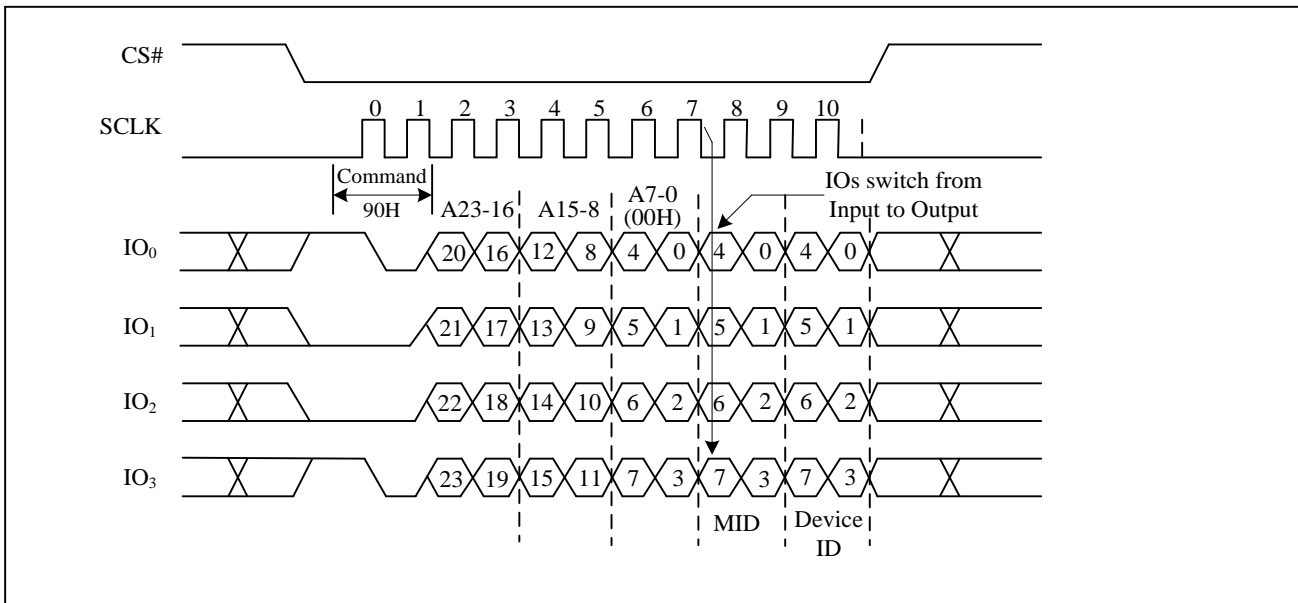 CS#
0 1 2 3 4 5 6 7 8 9 10
SCLK
Command
90H
A23-16 A15-8 A7-0
(00H)
IOs switch from
Input to Output
IO0 20 16 12 8 4 0 4 0 4 0
IO1 21 17 13 9 5 1 5 1 5 1
IO2 22 18 14 10 6 2 6 2 6 2
IO3 23 19 15 11 7 3 7 3 7 3
MID Device
ID